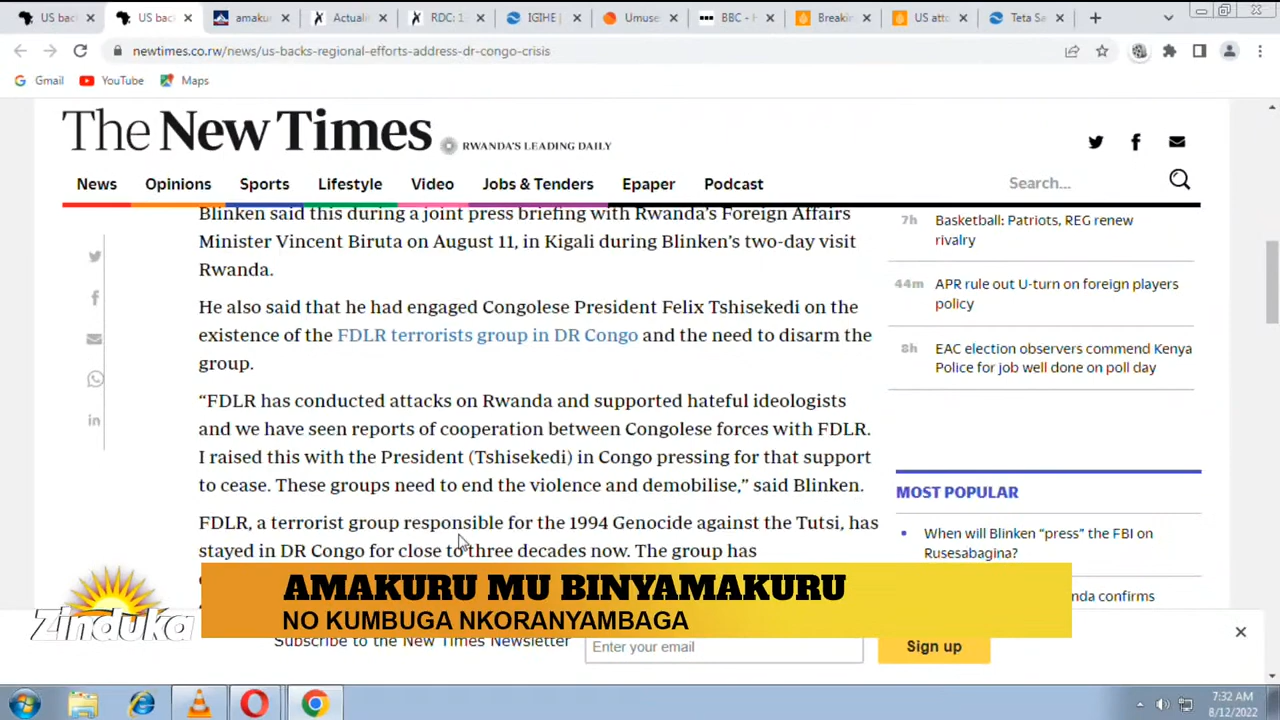 US bac
US bac
amaku
Actuali
RDC: 1
IGIHE
Umuse
BBC - H
Breakin
US atto
Teta Sa
newtimes.co.rw/news/us-backs-regional-efforts-address-dr-congo-crisis
Gmail YouTube Maps
The New Times RWANDA'S LEADING DAILY
News Opinions Sports Lifestyle Video Jobs & Tenders Epaper Podcast Search...
Blinken said this during a joint press briefing with Rwanda's Foreign Affairs
Minister Vincent Biruta on August 11, in Kigali during Blinken's two-day visit
Rwanda.
He also said that he had engaged Congolese President Felix Tshisekedi on the
existence of the FDLR terrorists group in DR Congo and the need to disarm the
group.
“FDLR has conducted attacks on Rwanda and supported hateful ideologists
and we have seen reports of cooperation between Congolese forces with FDLR.
I raised this with the President (Tshisekedi) in Congo pressing for that support
to cease. These groups need to end the violence and demobilise,” said Blinken.
FDLR, a terrorist group responsible for the 1994 Genocide against the Tutsi, has
stayed in DR Congo for close to three decades now. The group has
7h Basketball: Patriots, REG renew
rivalry
44m APR rule out U-turn on foreign players
policy
8h EAC election observers commend Kenya
Police for job well done on poll day
MOST POPULAR
• When will Blinken “press” the FBI on
Rusesabagina?
nda confirms
Zinduka
AMAKURU MU BINYAMAKURU
NO KUMBUGA NKORANYAMBAGA
Subscribe to the New Times Newsletter
Enter your email
Sign up
7:32 AM
8/12/2022